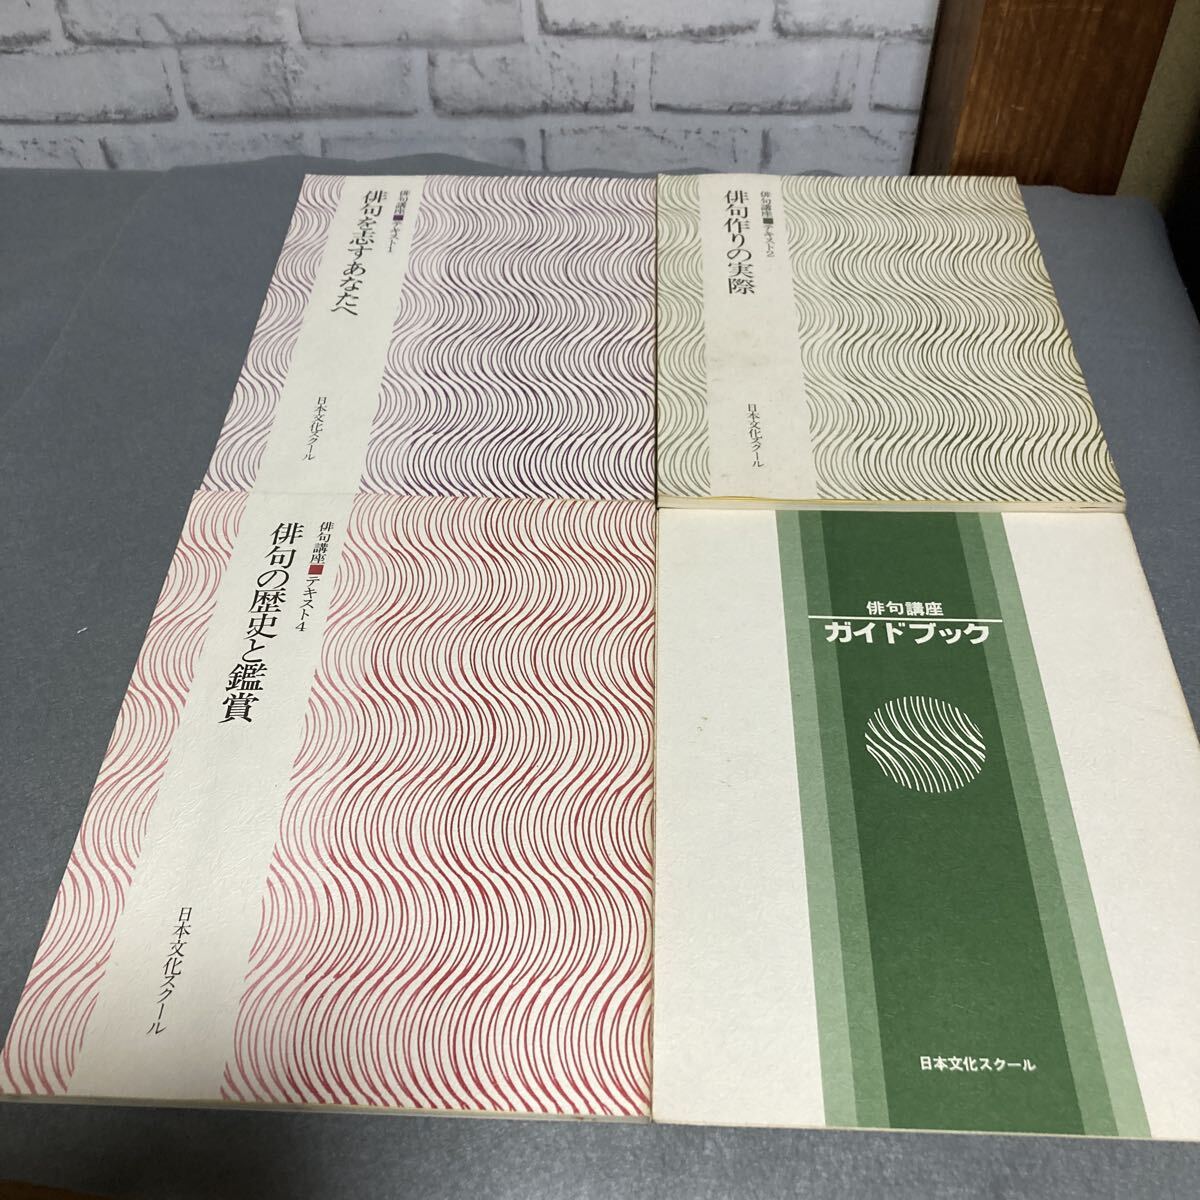 俳句講座■テキスト1
俳句を志すあなたへ
日本文化スクール
俳句講座■テキスト2
俳句作りの実際
日本文化スクール
俳句講座■テキスト4
俳句の歴史と鑑賞
日本文化スクール
俳句講座
ガイドブック
日本文化スクール